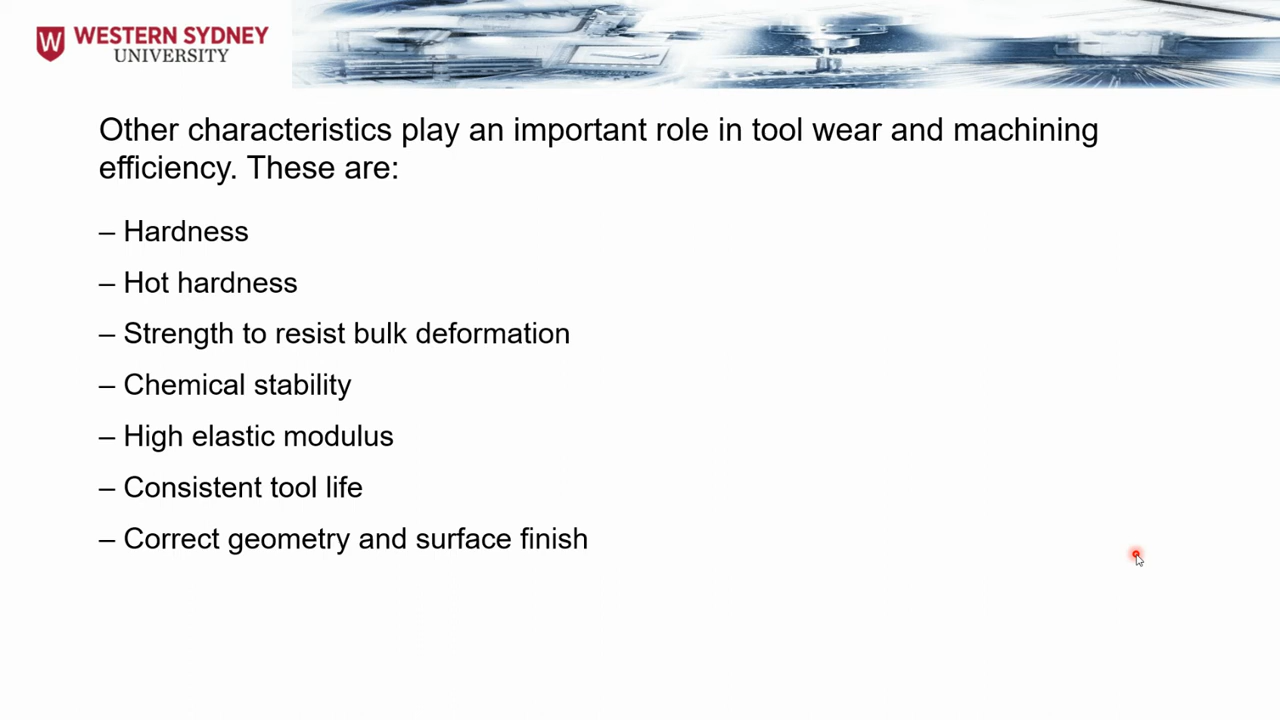 WESTERN SYDNEY
UNIVERSITY
Other characteristics play an important role in tool wear and machining
efficiency. These are:
– Hardness
– Hot hardness
– Strength to resist bulk deformation
– Chemical stability
– High elastic modulus
– Consistent tool life
– Correct geometry and surface finish